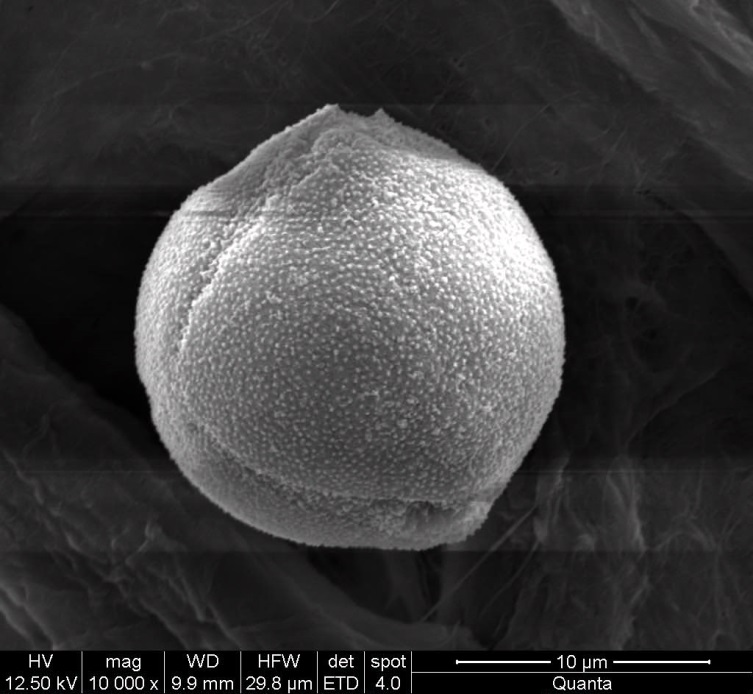 HV mag WD HFW det spot 10 µm
12.50 kV 10 000 x 9.9 mm 29.8 µm ETD 4.0 Quanta